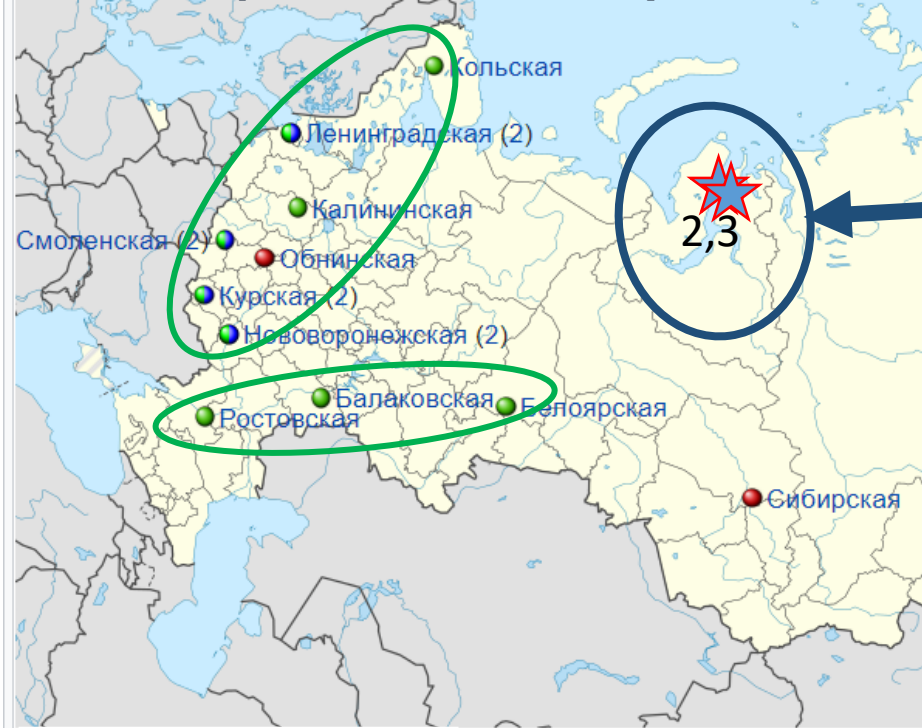 Кольская
Ленинградская (2)
Калининская
2,3
Смоленская (2)
Обнинская
Курская (2)
Нововоронежская (2)
Балаковская
Белоярская
Ростовская
Сибирская